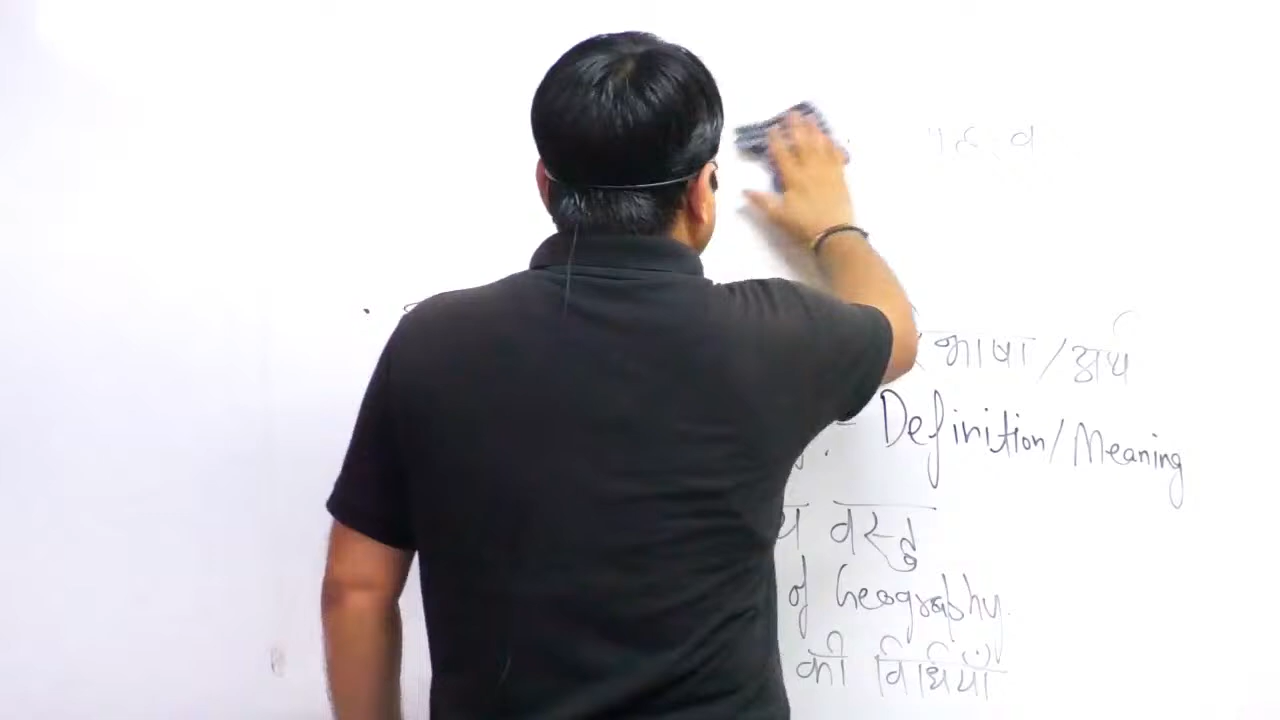 भाषा/अर्थ
:- Definition/Meaning
वस्तु
of Geography.
की विधियाँ